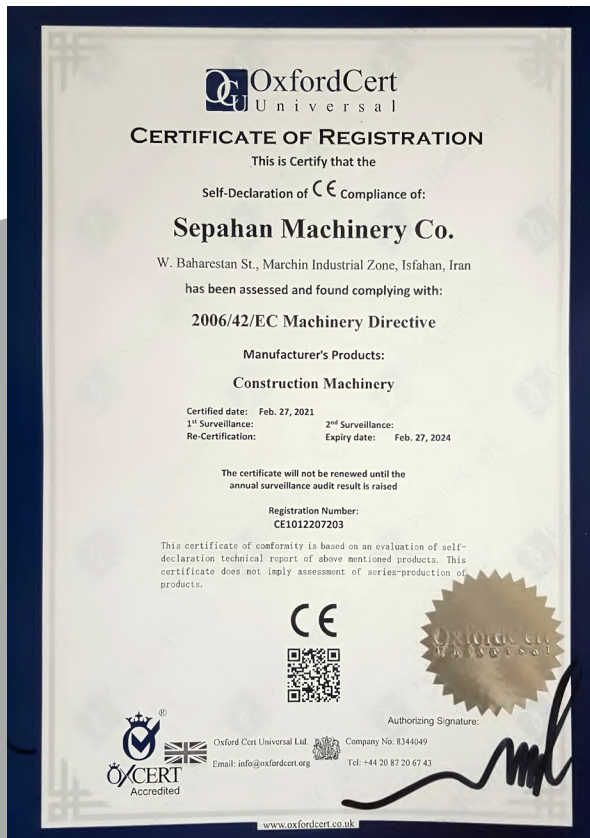 OCU OxfordCert
Universal
CERTIFICATE OF REGISTRATION
This is Certify that the
Self-Declaration of CE Compliance of:
Sepahan Machinery Co.
W. Baharestan St., Marchin Industrial Zone, Isfahan, Iran
has been assessed and found complying with:
2006/42/EC Machinery Directive
Manufacturer's Products:
Construction Machinery
Certified date: Feb. 27, 2021
1st Surveillance: 2nd Surveillance:
Re-Certification: Expiry date: Feb. 27, 2024
The certificate will not be renewed until the
annual surveillance audit result is raised
Registration Number:
CE1012207203
This certificate of comformity is based on an evaluation of self-
declaration technical report of above mentioned products. This
certificate does not imply assessment of series-production of
products.
CE
OxfordCert
Universal
Authorizing Signature:
®
Oxford Cert Universal Ltd. Company No. 8344049
Email: info@oxfordcert.org Tel: +44 20 87 20 67 43
OXCERT
Accredited
www.oxfordcert.co.uk